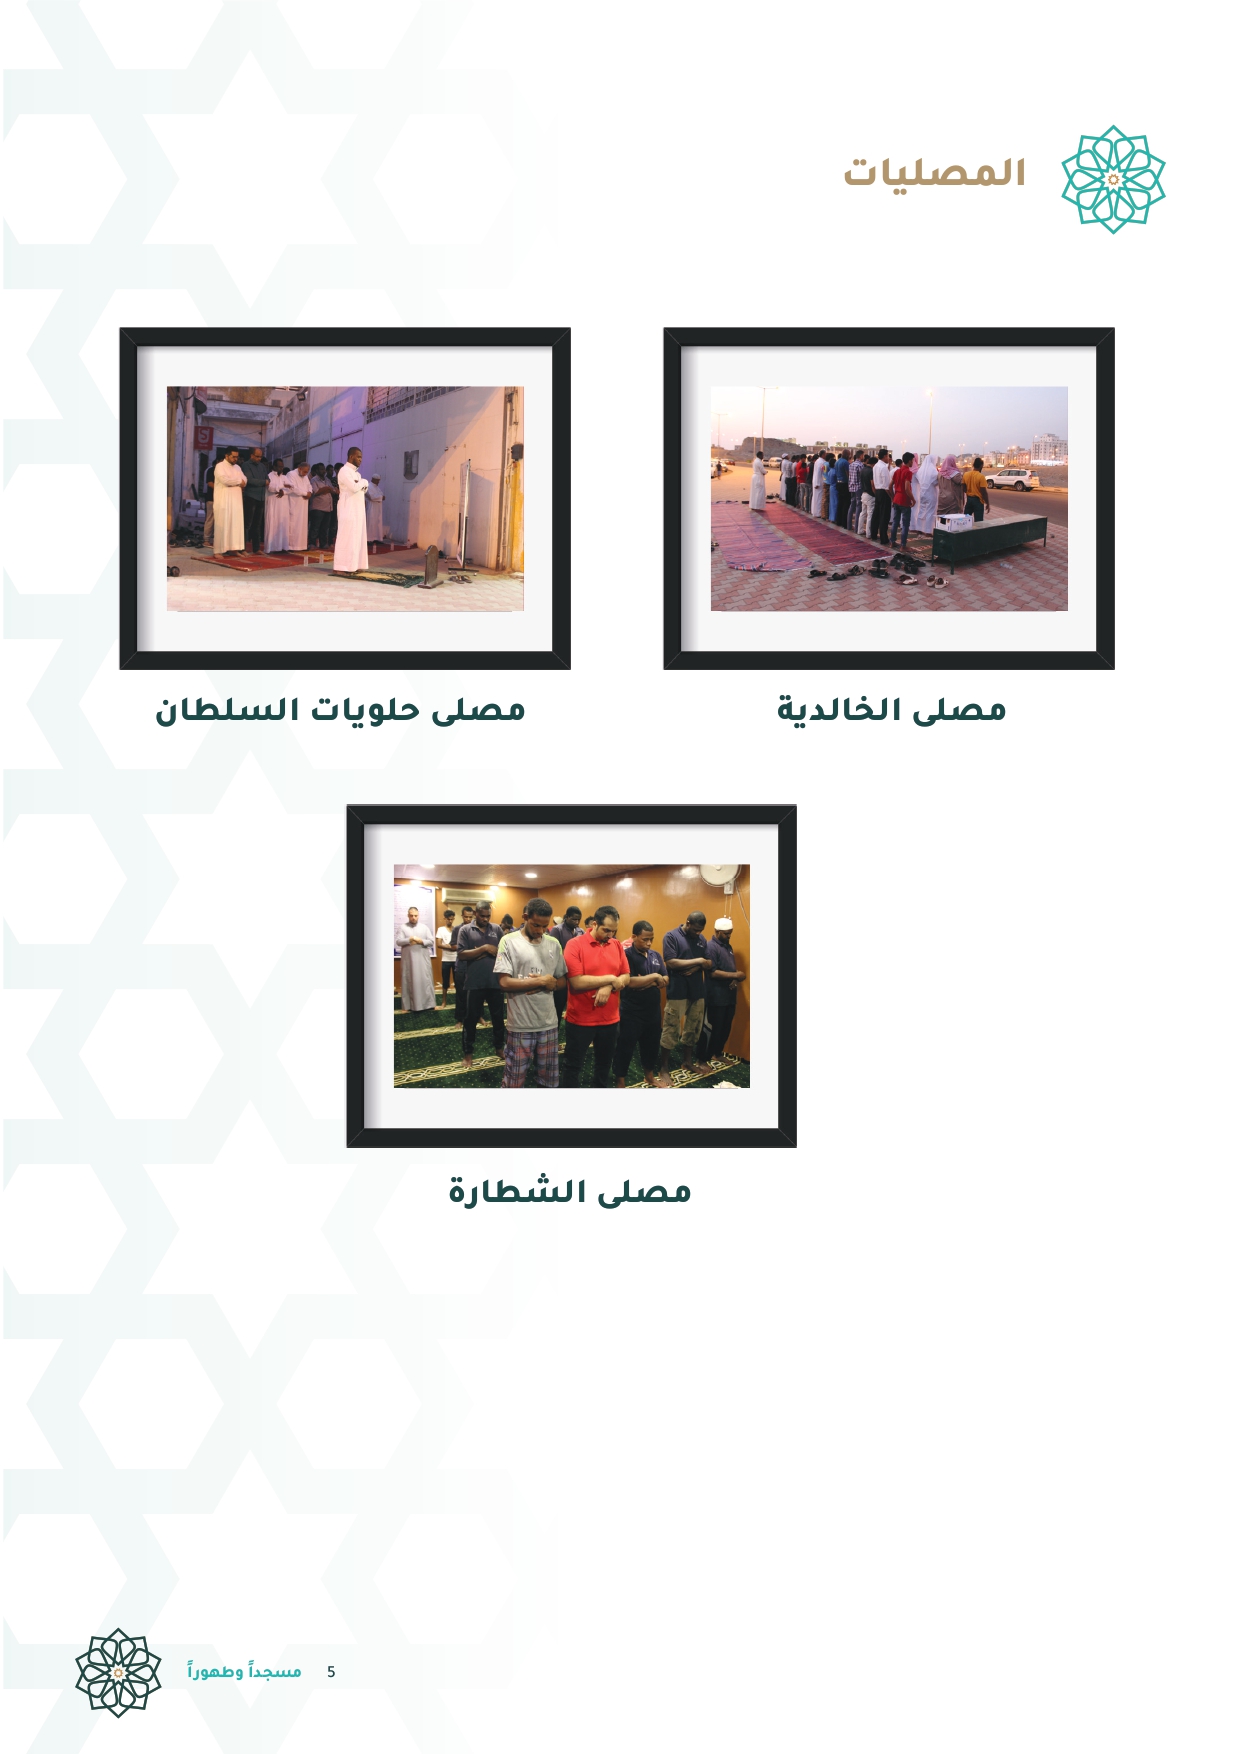 المصليات
مصلى الخالدية
مصلى حلويات السلطان
مصلى الشطارة
مسجداً وطهوراً
5